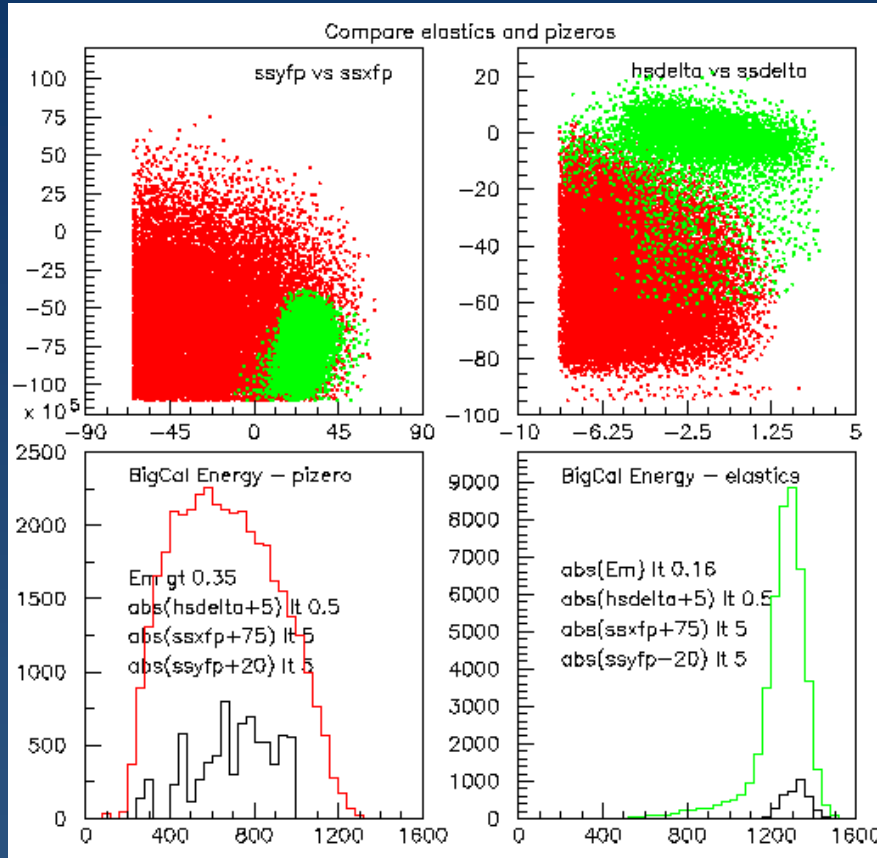 Compare elastics and pizeros
ssyfp vs ssxfp
100
75
50
25
0
−25
−50
−75
−100
x 10⁵
−90 −45 0 45 90
hsdelta vs ssdelta
20
0
−20
−40
−60
−80
−100
−10 −6.25 −2.5 1.25 5
BigCal Energy − pizero
2500
2000
1500
1000
500
0
Em gt 0.35
abs(hsdelta+5) lt 0.5
abs(ssxfp+75) lt 5
abs(ssyfp+20) lt 5
0 400 800 1200 1600
BigCal Energy − elastics
9000
8000
7000
6000
5000
4000
3000
2000
1000
0
abs(Em) lt 0.16
abs(hsdelta+5) lt 0.5
abs(ssxfp+75) lt 5
abs(ssyfp−20) lt 5
0 400 800 1200 1600